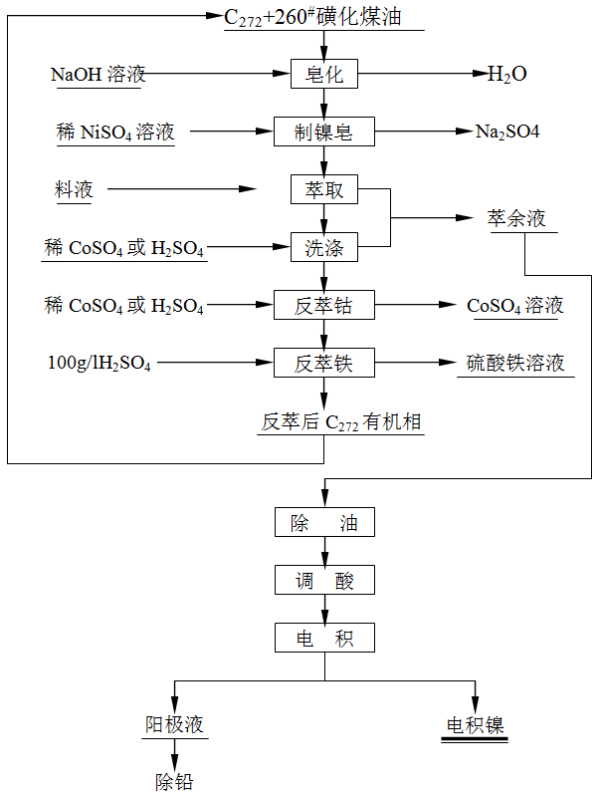 C₂₇₂+260#磺化煤油
NaOH 溶液 皂化 H₂O
稀 NiSO₄ 溶液 制镍皂 Na₂SO4
料液 萃取
萃余液
稀 CoSO₄ 或 H₂SO₄ 洗涤
稀 CoSO₄ 或 H₂SO₄ 反萃钴 CoSO₄ 溶液
100g/lH₂SO₄ 反萃铁 硫酸铁溶液
反萃后 C₂₇₂ 有机相
除 油
调 酸
电 积
阳极液 电积镍
除铅